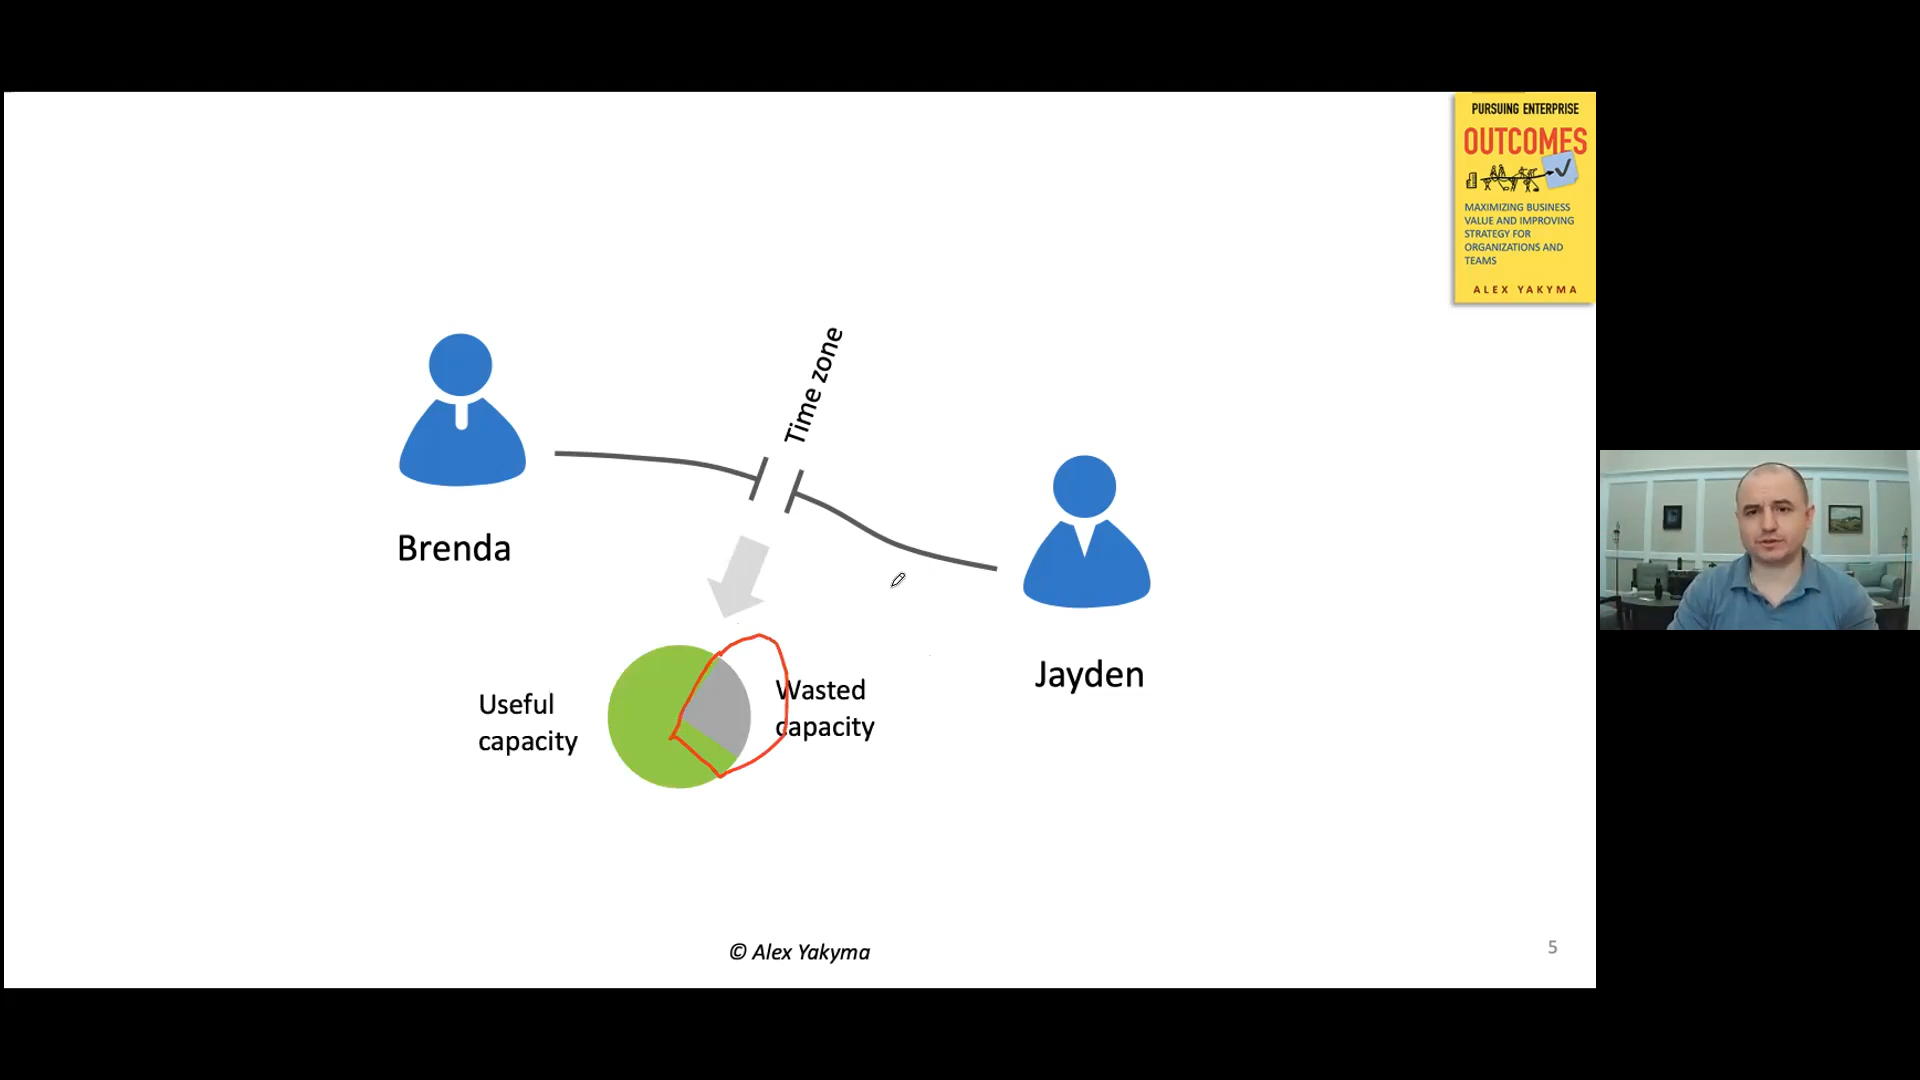 PURSUING ENTERPRISE
OUTCOMES
MAXIMIZING BUSINESS
VALUE AND IMPROVING
STRATEGY FOR
ORGANIZATIONS AND
TEAMS
ALEX YAKYMA
Time zone
Brenda
Jayden
Useful
capacity
Wasted
capacity
© Alex Yakyma
5